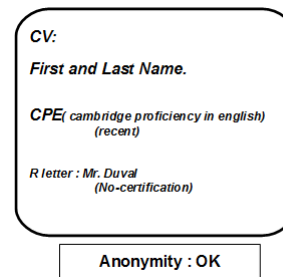 CV:
First and Last Name.
CPE( cambridge proficiency in english)
(recent)
R letter : Mr. Duval
(No-certification)
Anonymity : OK